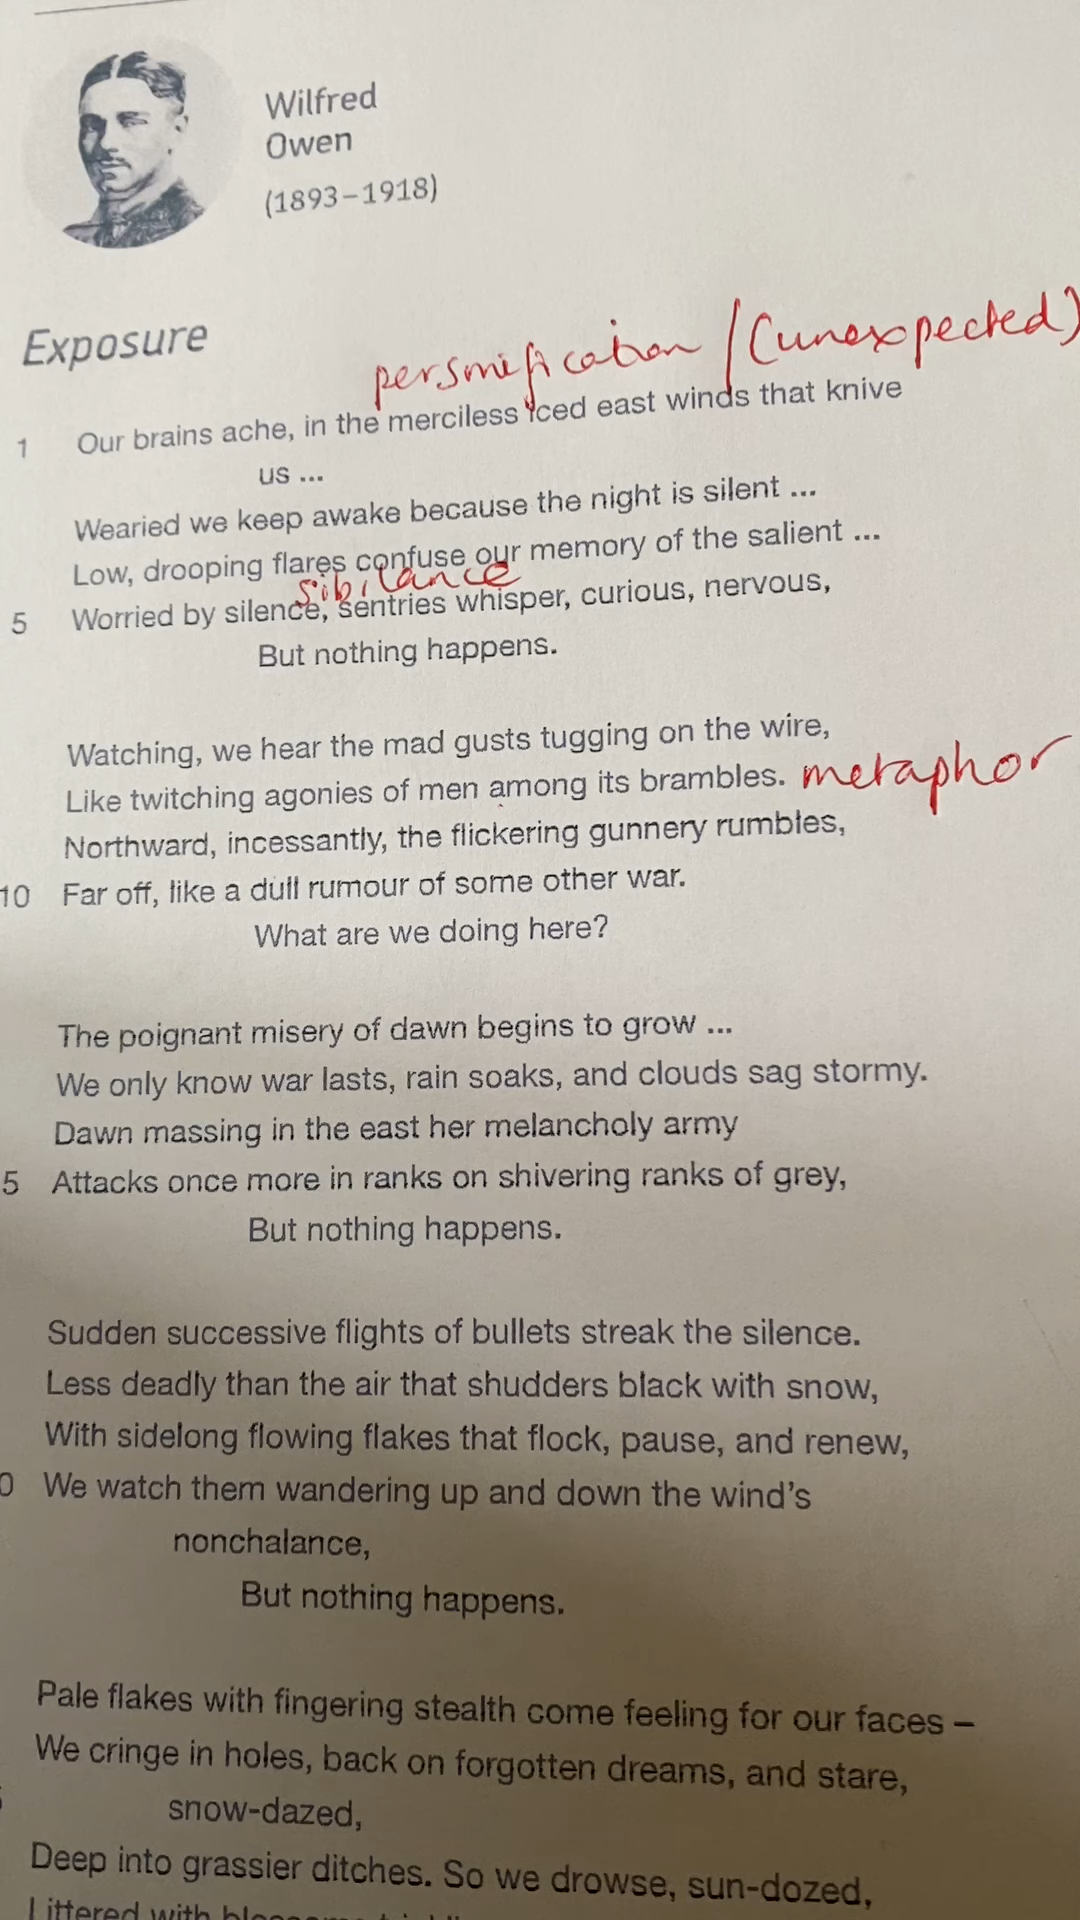 Wilfred
Owen
(1893–1918)
Exposure
personification / (unexpected)
1 Our brains ache, in the merciless iced east winds that knive
us ...
Wearied we keep awake because the night is silent ...
Low, drooping flares confuse our memory of the salient ...
sibilance
5 Worried by silence, sentries whisper, curious, nervous,
But nothing happens.
Watching, we hear the mad gusts tugging on the wire,
Like twitching agonies of men among its brambles. metaphor
Northward, incessantly, the flickering gunnery rumbles,
10 Far off, like a dull rumour of some other war.
What are we doing here?
The poignant misery of dawn begins to grow ...
We only know war lasts, rain soaks, and clouds sag stormy.
Dawn massing in the east her melancholy army
5 Attacks once more in ranks on shivering ranks of grey,
But nothing happens.
Sudden successive flights of bullets streak the silence.
Less deadly than the air that shudders black with snow,
With sidelong flowing flakes that flock, pause, and renew,
0 We watch them wandering up and down the wind's
nonchalance,
But nothing happens.
Pale flakes with fingering stealth come feeling for our faces –
We cringe in holes, back on forgotten dreams, and stare,
snow-dazed,
Deep into grassier ditches. So we drowse, sun-dozed,
Littered with